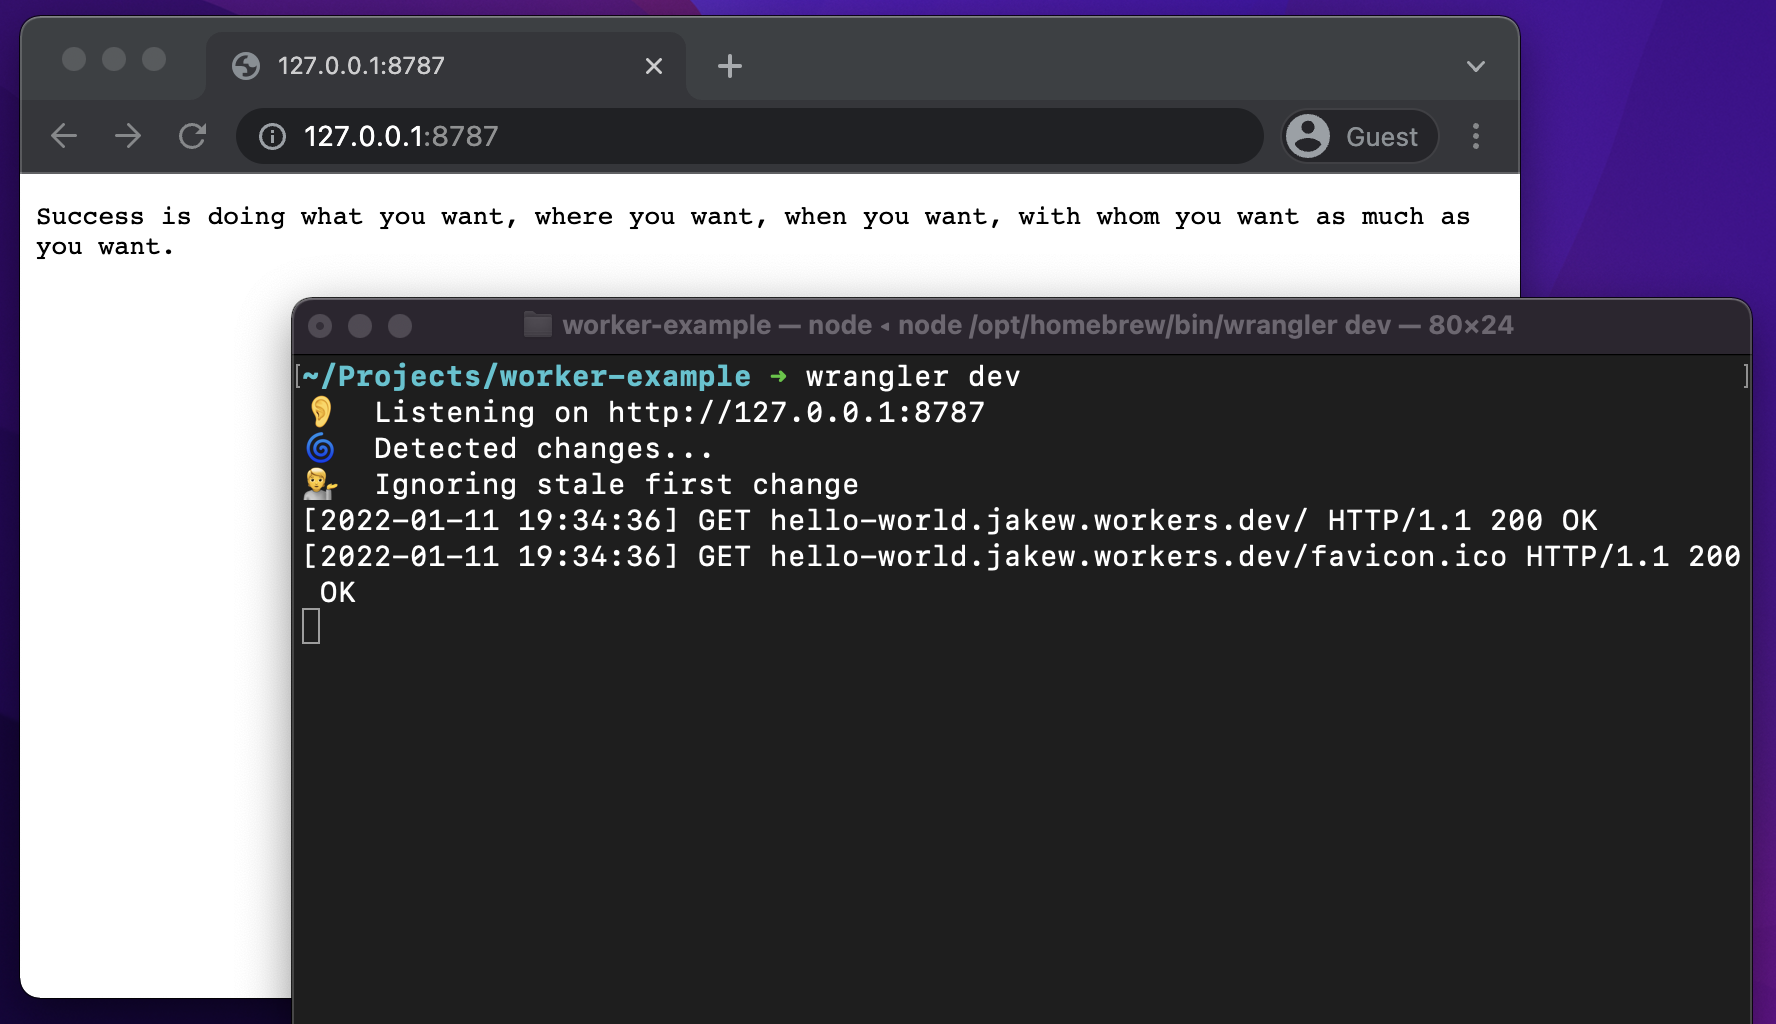 127.0.0.1:8787
127.0.0.1:8787
Guest
Success is doing what you want, where you want, when you want, with whom you want as much as
you want.
worker-example — node ◂ node /opt/homebrew/bin/wrangler dev — 80×24
[~/Projects/worker-example ➜ wrangler dev ]
👂 Listening on http://127.0.0.1:8787
🌀 Detected changes...
💁 Ignoring stale first change
[2022-01-11 19:34:36] GET hello-world.jakew.workers.dev/ HTTP/1.1 200 OK
[2022-01-11 19:34:36] GET hello-world.jakew.workers.dev/favicon.ico HTTP/1.1 200
OK